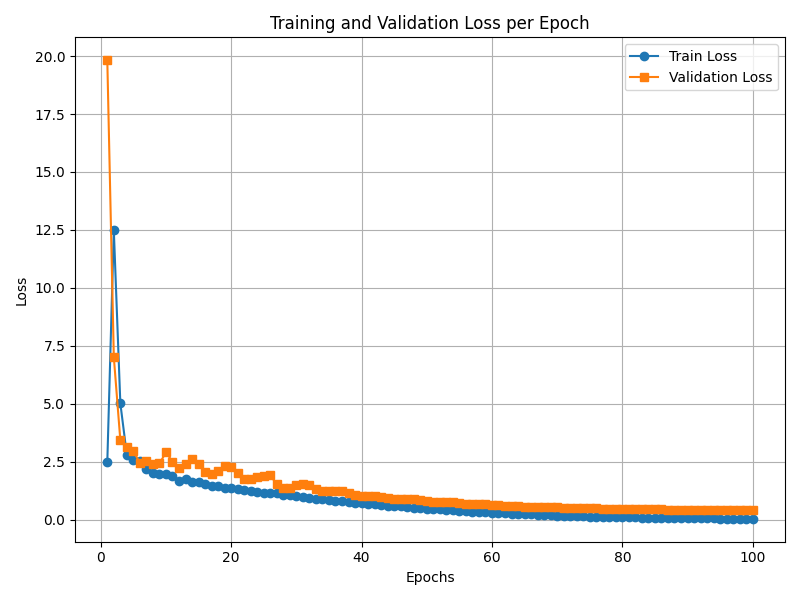 Training and Validation Loss per Epoch
Train Loss
Validation Loss
Loss
20.0
17.5
15.0
12.5
10.0
7.5
5.0
2.5
0.0
0 20 40 60 80 100
Epochs